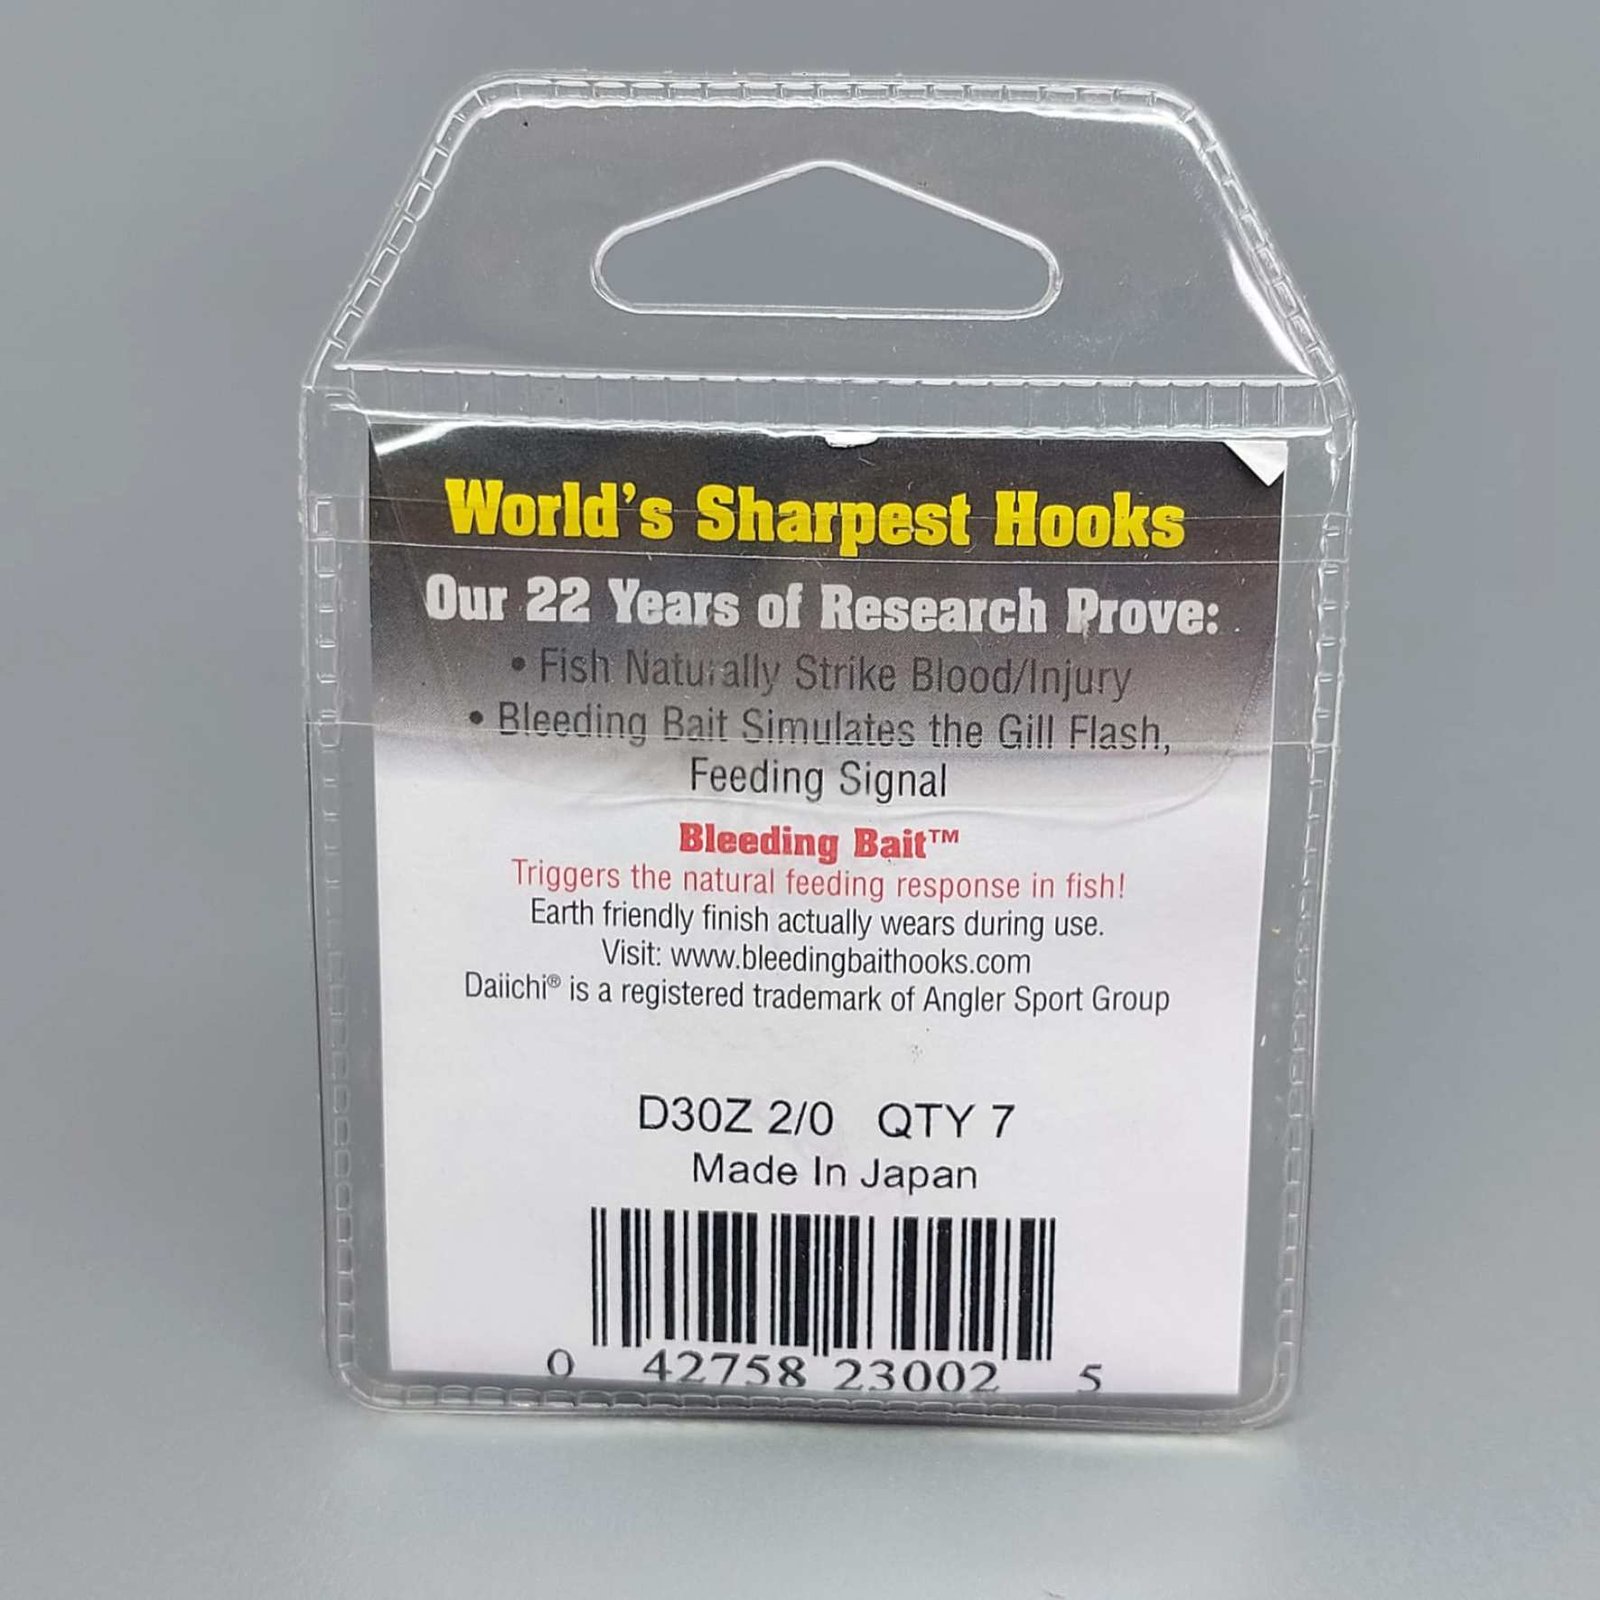 World's Sharpest Hooks
Our 22 Years of Research Prove:
• Fish Naturally Strike Blood/Injury
• Bleeding Bait Simulates the Gill Flash,
Feeding Signal
Bleeding Bait™
Triggers the natural feeding response in fish!
Earth friendly finish actually wears during use.
Visit: www.bleedingbaithooks.com
Daiichi® is a registered trademark of Angler Sport Group
D30Z 2/0 QTY 7
Made In Japan
0 42758 23002 5